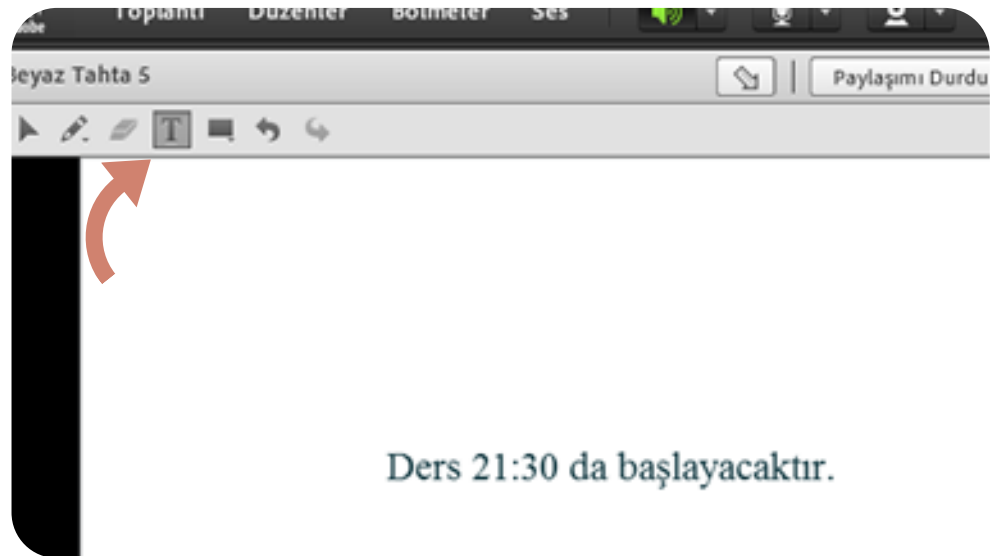 Toplantı Düzenler Bölmeler Ses
Beyaz Tahta 5
Paylaşımı Durdu
T
Ders 21:30 da başlayacaktır.